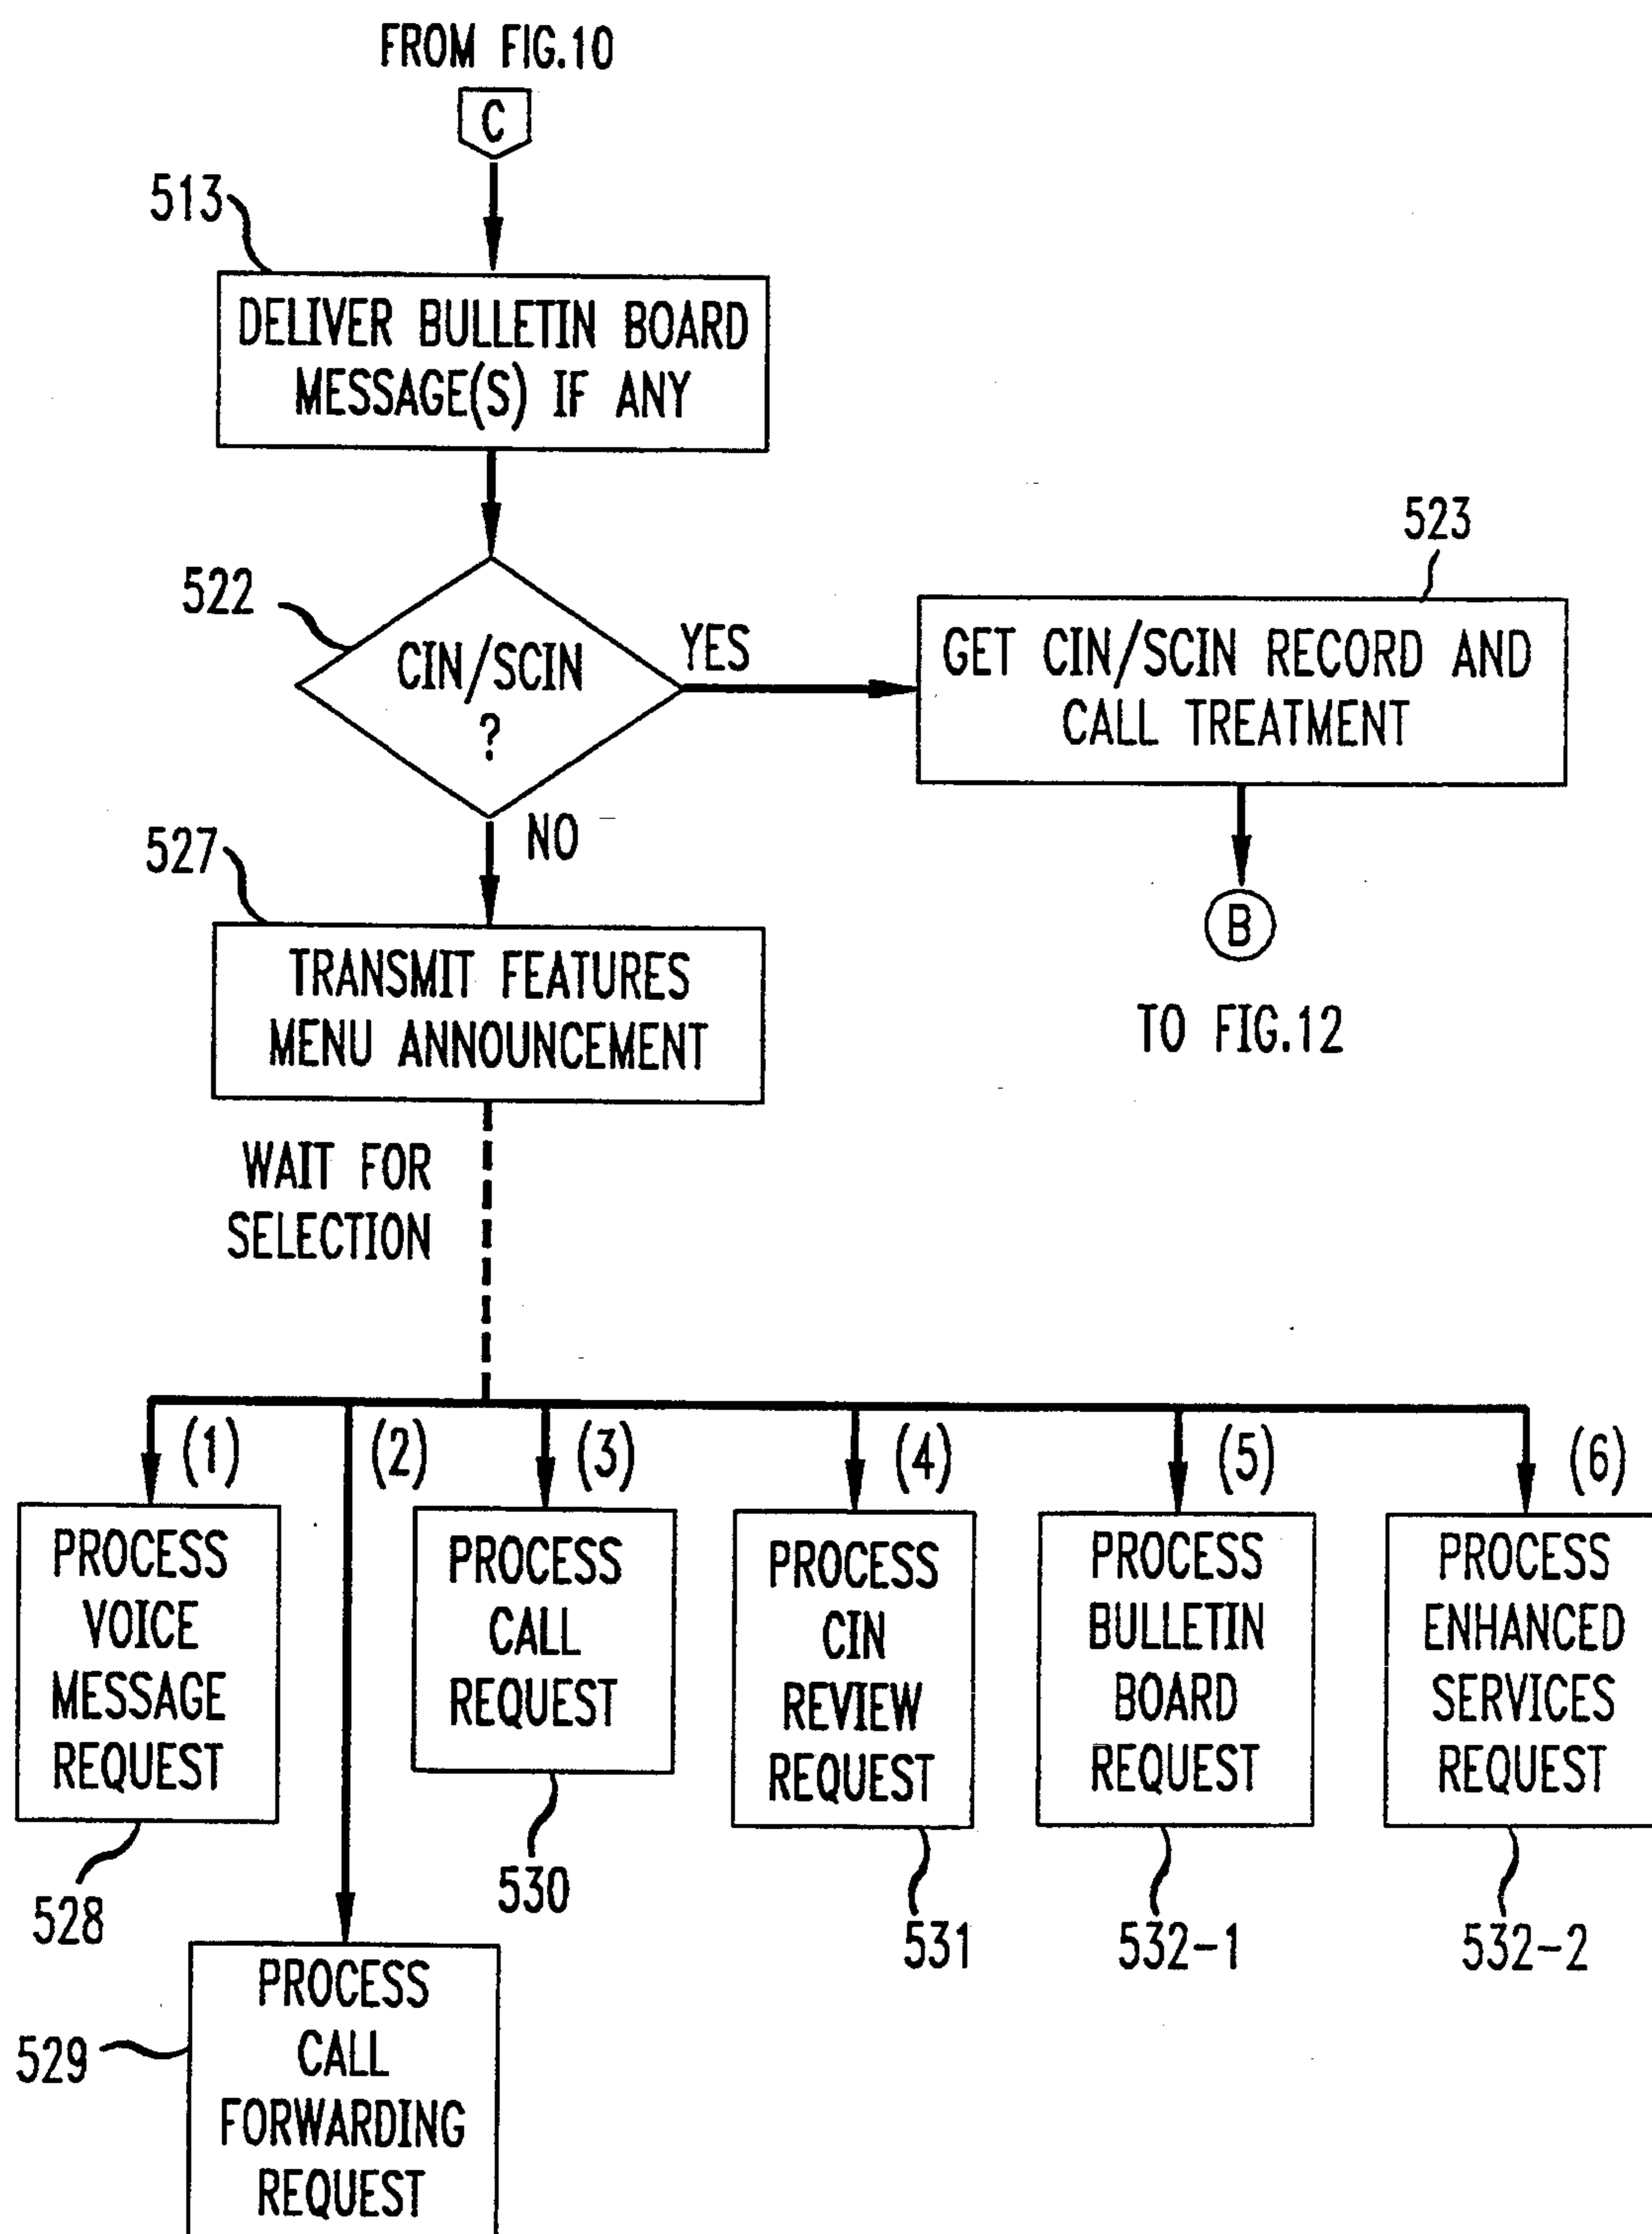 FROM FIG.10
C
513
DELIVER BULLETIN BOARD
MESSAGE(S) IF ANY
522
CIN/SCIN
?
YES
523
GET CIN/SCIN RECORD AND
CALL TREATMENT
B
TO FIG.12
NO
527
TRANSMIT FEATURES
MENU ANNOUNCEMENT
WAIT FOR
SELECTION
(1)
PROCESS
VOICE
MESSAGE
REQUEST
528
(2)
PROCESS
CALL
FORWARDING
REQUEST
529
(3)
PROCESS
CALL
REQUEST
530
(4)
PROCESS
CIN
REVIEW
REQUEST
531
(5)
PROCESS
BULLETIN
BOARD
REQUEST
532-1
(6)
PROCESS
ENHANCED
SERVICES
REQUEST
532-2